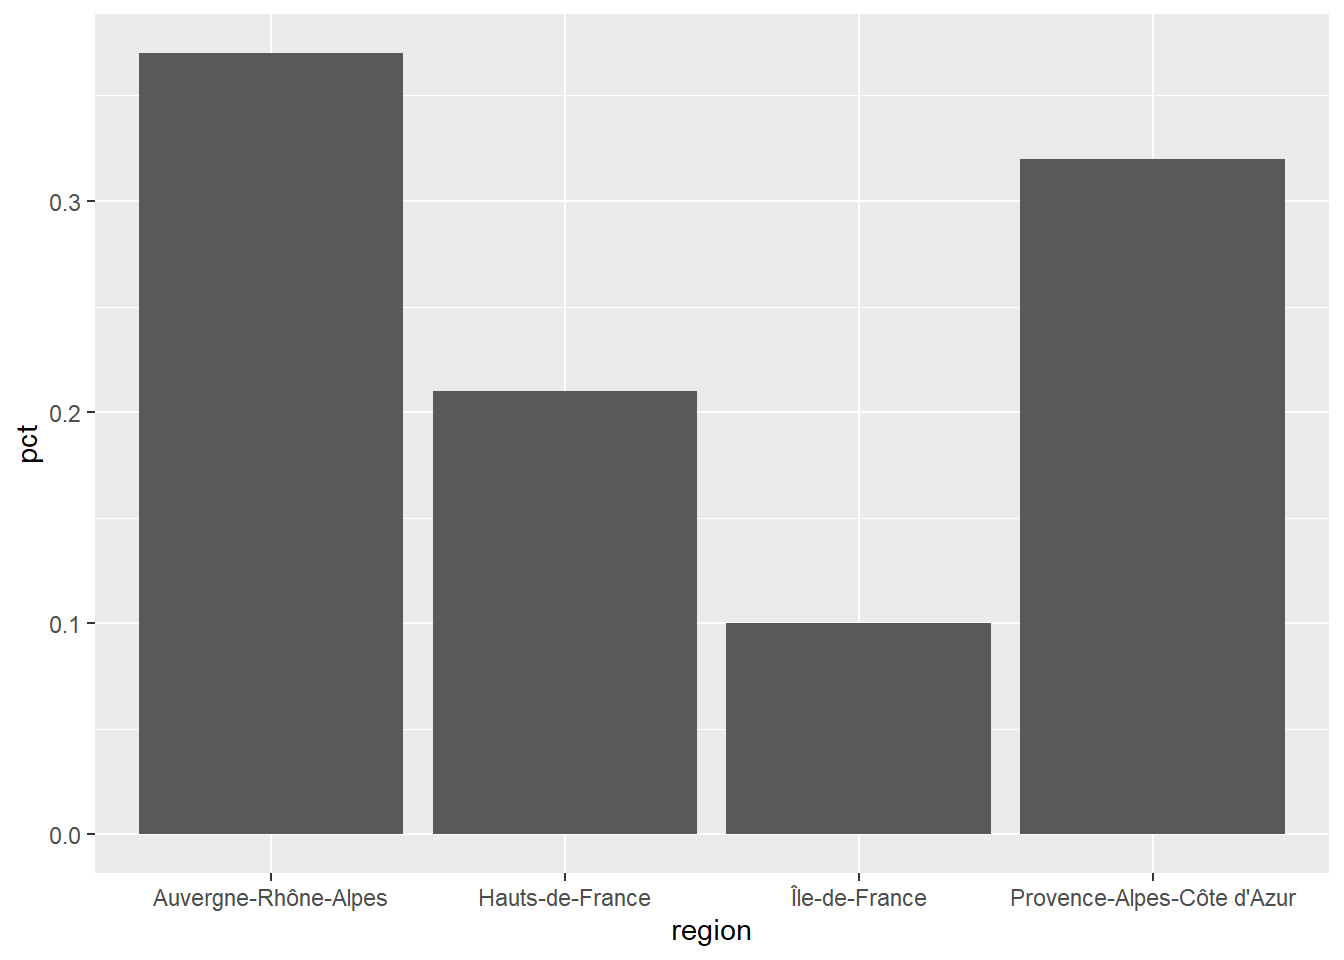 pct
0.3
0.2
0.1
0.0
Auvergne-Rhône-Alpes
Hauts-de-France
Île-de-France
Provence-Alpes-Côte d'Azur
region